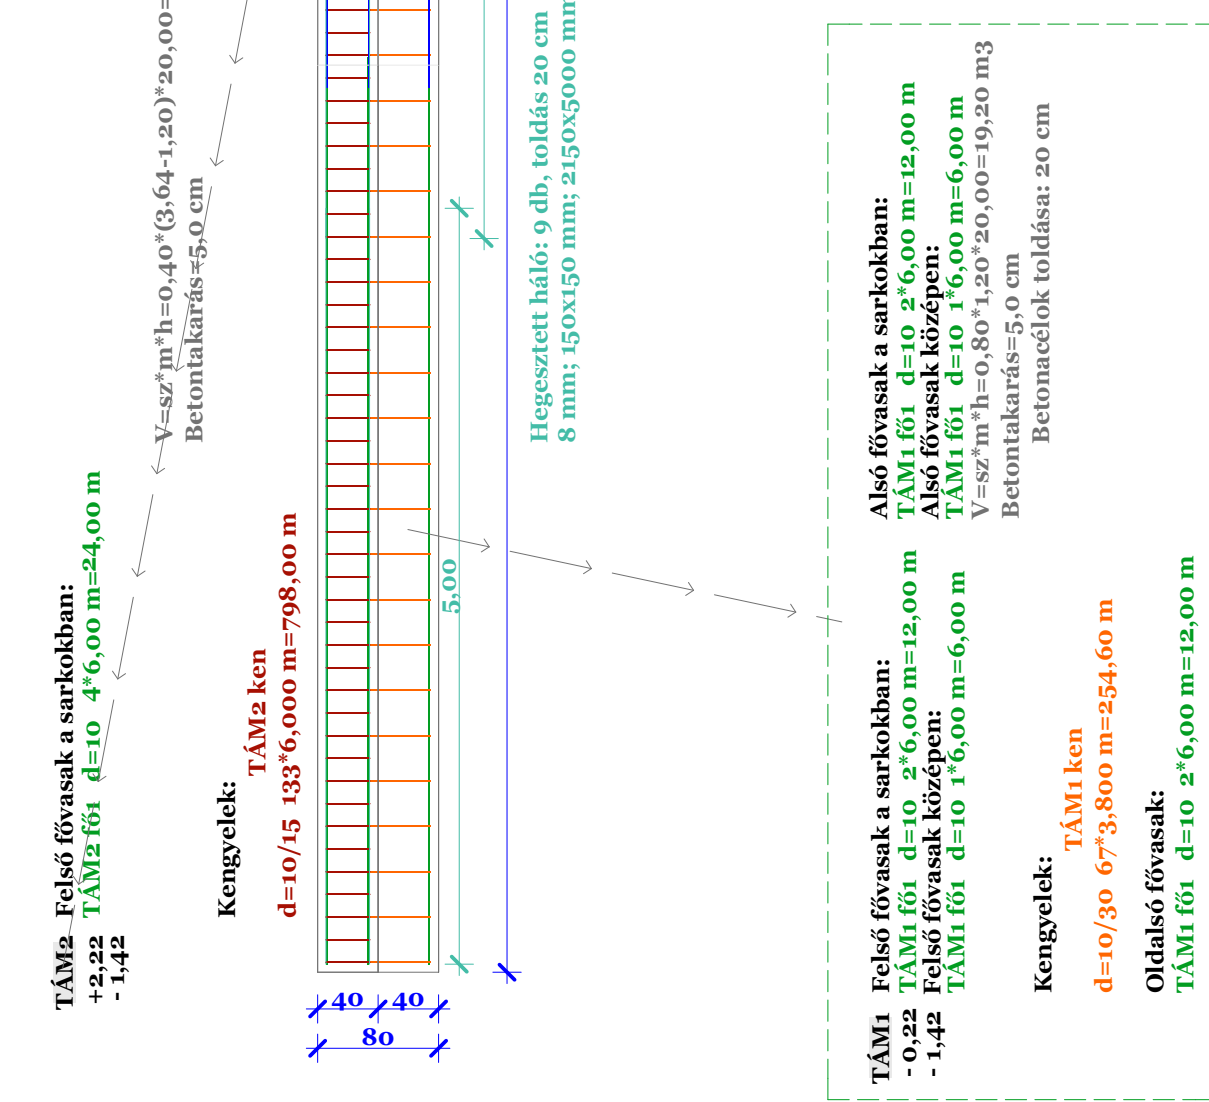 TÁM2 Felső fővasak a sarkokban:
+2,22 TÁM2 fő1 d=10 4*6,00 m=24,00 m
- 1,42
V=sz*m*h=0,40*(3,64-1,20)*20,00=
Betontakarás=5,0 cm
Kengyelek:
TÁM2 ken
d=10/15 133*6,000 m=798,00 m
40 40
80
5,00
Hegesztett háló: 9 db, toldás 20 cm
8 mm; 150x150 mm; 2150x5000 mm
TÁM1 Felső fővasak a sarkokban:
- 0,22 TÁM1 fő1 d=10 2*6,00 m=12,00 m
- 1,42 Felső fővasak középen:
TÁM1 fő1 d=10 1*6,00 m=6,00 m
Alsó fővasak a sarkokban:
TÁM1 fő1 d=10 2*6,00 m=12,00 m
Alsó fővasak középen:
TÁM1 fő1 d=10 1*6,00 m=6,00 m
V=sz*m*h=0,80*1,20*20,00=19,20 m3
Betontakarás=5,0 cm
Betonacélok toldása: 20 cm
Kengyelek:
TÁM1 ken
d=10/30 67*3,800 m=254,60 m
Oldalsó fővasak:
TÁM1 fő1 d=10 2*6,00 m=12,00 m